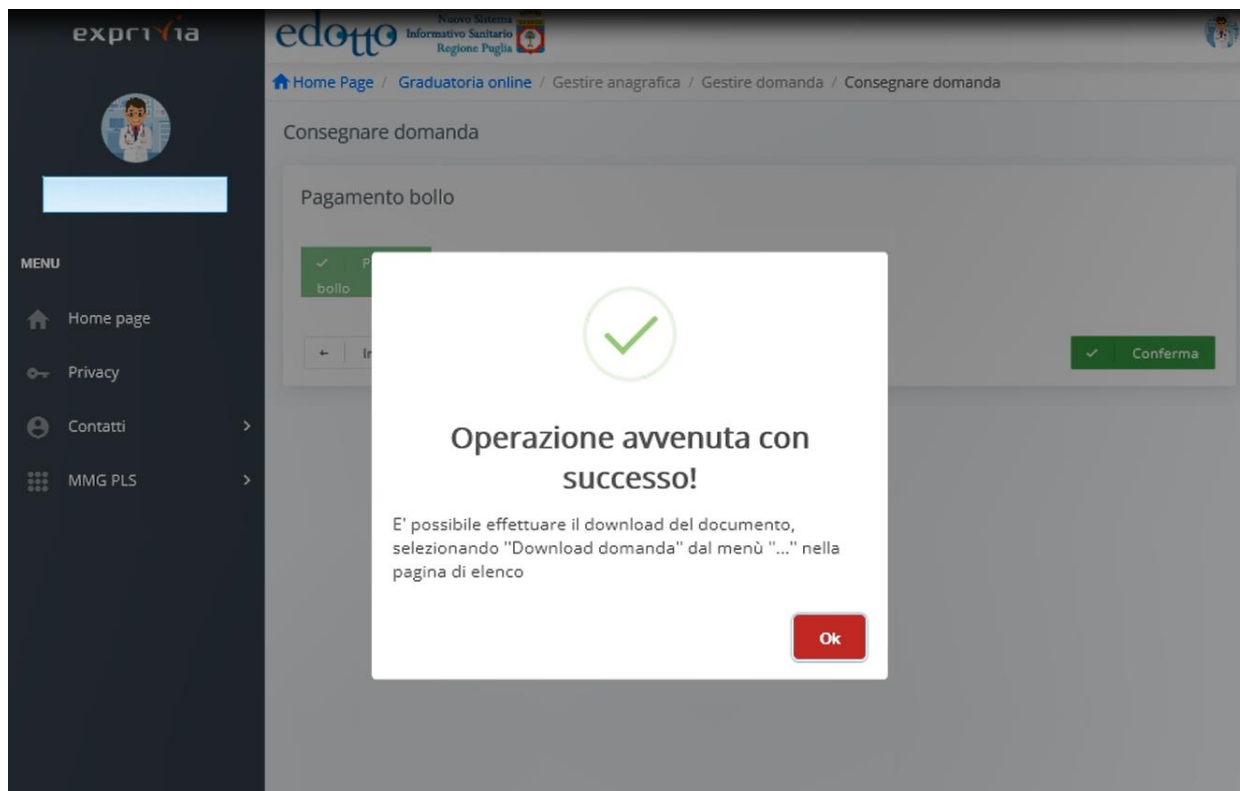 exprivia
edotto
Nuovo Sistema
Informativo Sanitario
Regione Puglia
Home Page / Graduatoria online / Gestire anagrafica / Gestire domanda / Consegnare domanda
Consegnare domanda
Pagamento bollo
MENU
bollo
Home page
Conferma
Privacy
Contatti
MMG PLS
Operazione avvenuta con
successo!
E' possibile effettuare il download del documento,
selezionando "Download domanda" dal menù "..." nella
pagina di elenco
Ok